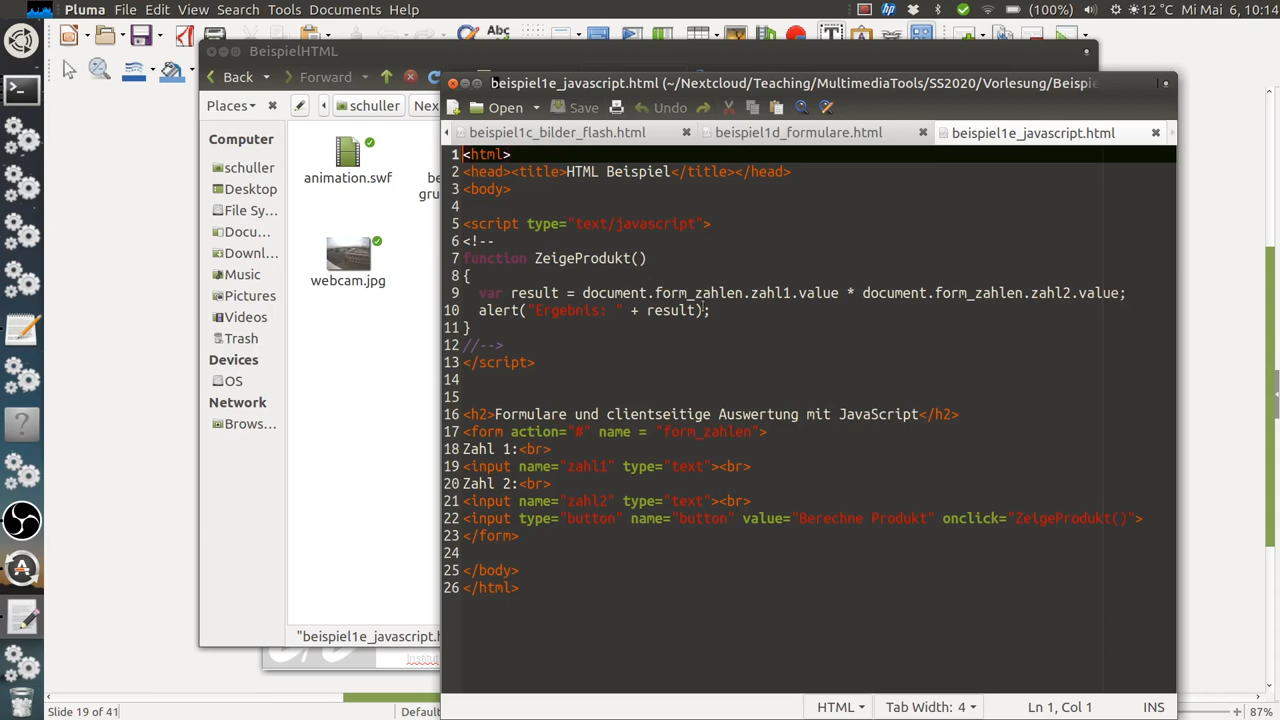 Pluma File Edit View Search Tools Documents Help
(100%) 12 °C Mi Mai 6, 10:14
Abc
BeispielHTML
Back Forward
Places schuller Nex
Computer
schuller
Desktop
File Sy...
Docu...
Downl...
Music
Pictures
Videos
Trash
Devices
OS
Network
Brows...
animation.swf
be
gru
webcam.jpg
"beispiel1e_javascript.h
beispiel1e_javascript.html (~/Nextcloud/Teaching/MultimediaTools/SS2020/Vorlesung/Beispie
Open Save Undo
beispiel1c_bilder_flash.html beispiel1d_formulare.html beispiel1e_javascript.html
1 <html>
2 <head><title>HTML Beispiel</title></head>
3 <body>
4
5 <script type="text/javascript">
6 <!--
7 function ZeigeProdukt()
8 {
9 var result = document.form_zahlen.zahl1.value * document.form_zahlen.zahl2.value;
10 alert("Ergebnis: " + result);
11 }
12 //-->
13 </script>
14
15
16 <h2>Formulare und clientseitige Auswertung mit JavaScript</h2>
17 <form action="#" name = "form_zahlen">
18 Zahl 1:<br>
19 <input name="zahl1" type="text"><br>
20 Zahl 2:<br>
21 <input name="zahl2" type="text"><br>
22 <input type="button" name="button" value="Berechne Produkt" onclick="ZeigeProdukt()">
23 </form>
24
25 </body>
26 </html>
HTML Tab Width: 4 Ln 1, Col 1 INS
Institu
Slide 19 of 41 Default 87%